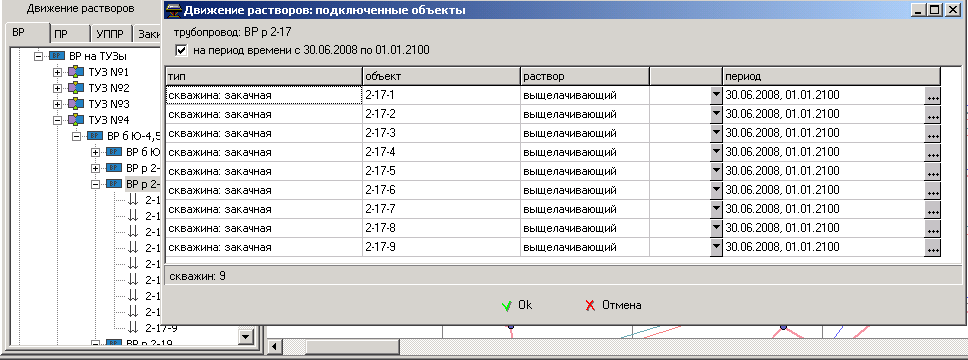 Движение растворов
ВР
ПР
УППР
Заки
ВР на ТУЗы
ТУЗ №1
ТУЗ №2
ТУЗ №3
ТУЗ №4
ВР б Ю-4,5
ВР б Ю
ВР р 2-
ВР р 2-
2-1
2-1
2-1
2-1
2-1
2-1
2-1
2-17-9
ВР р 2-19
Движение растворов: подключенные объекты
трубопровод: ВР р 2-17
на период времени с 30.06.2008 по 01.01.2100
тип объект раствор период
скважина: закачная 2-17-1 выщелачивающий 30.06.2008, 01.01.2100 ...
скважина: закачная 2-17-2 выщелачивающий 30.06.2008, 01.01.2100 ...
скважина: закачная 2-17-3 выщелачивающий 30.06.2008, 01.01.2100 ...
скважина: закачная 2-17-4 выщелачивающий 30.06.2008, 01.01.2100 ...
скважина: закачная 2-17-5 выщелачивающий 30.06.2008, 01.01.2100 ...
скважина: закачная 2-17-6 выщелачивающий 30.06.2008, 01.01.2100 ...
скважина: закачная 2-17-7 выщелачивающий 30.06.2008, 01.01.2100 ...
скважина: закачная 2-17-8 выщелачивающий 30.06.2008, 01.01.2100 ...
скважина: закачная 2-17-9 выщелачивающий 30.06.2008, 01.01.2100 ...
скважин: 9
Ok Отмена